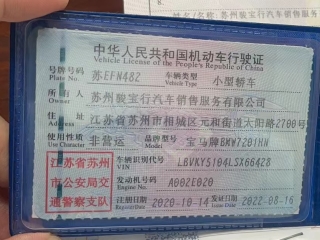 中华人民共和国机动车行驶证
Vehicle License of the People's Republic of China
号牌号码 苏EFN482 车辆类型 小型轿车
Plate No. Vehicle Type
所有人 苏州骏宝行汽车销售服务有限公司
Owner
住址 江苏省苏州市相城区元和街道大阳路2700号
Address
使用性质 非营运 品牌型号 宝马牌BMW7201HN
Use Character Model
江苏省苏州 车辆识别代号 LBVKY5104LSX66428
VIN
市公安局交 发动机号码 A002E020
Engine No.
通警察支队 注册日期 2020-10-14 发证日期 2022-08-16
Register Date Issue Date